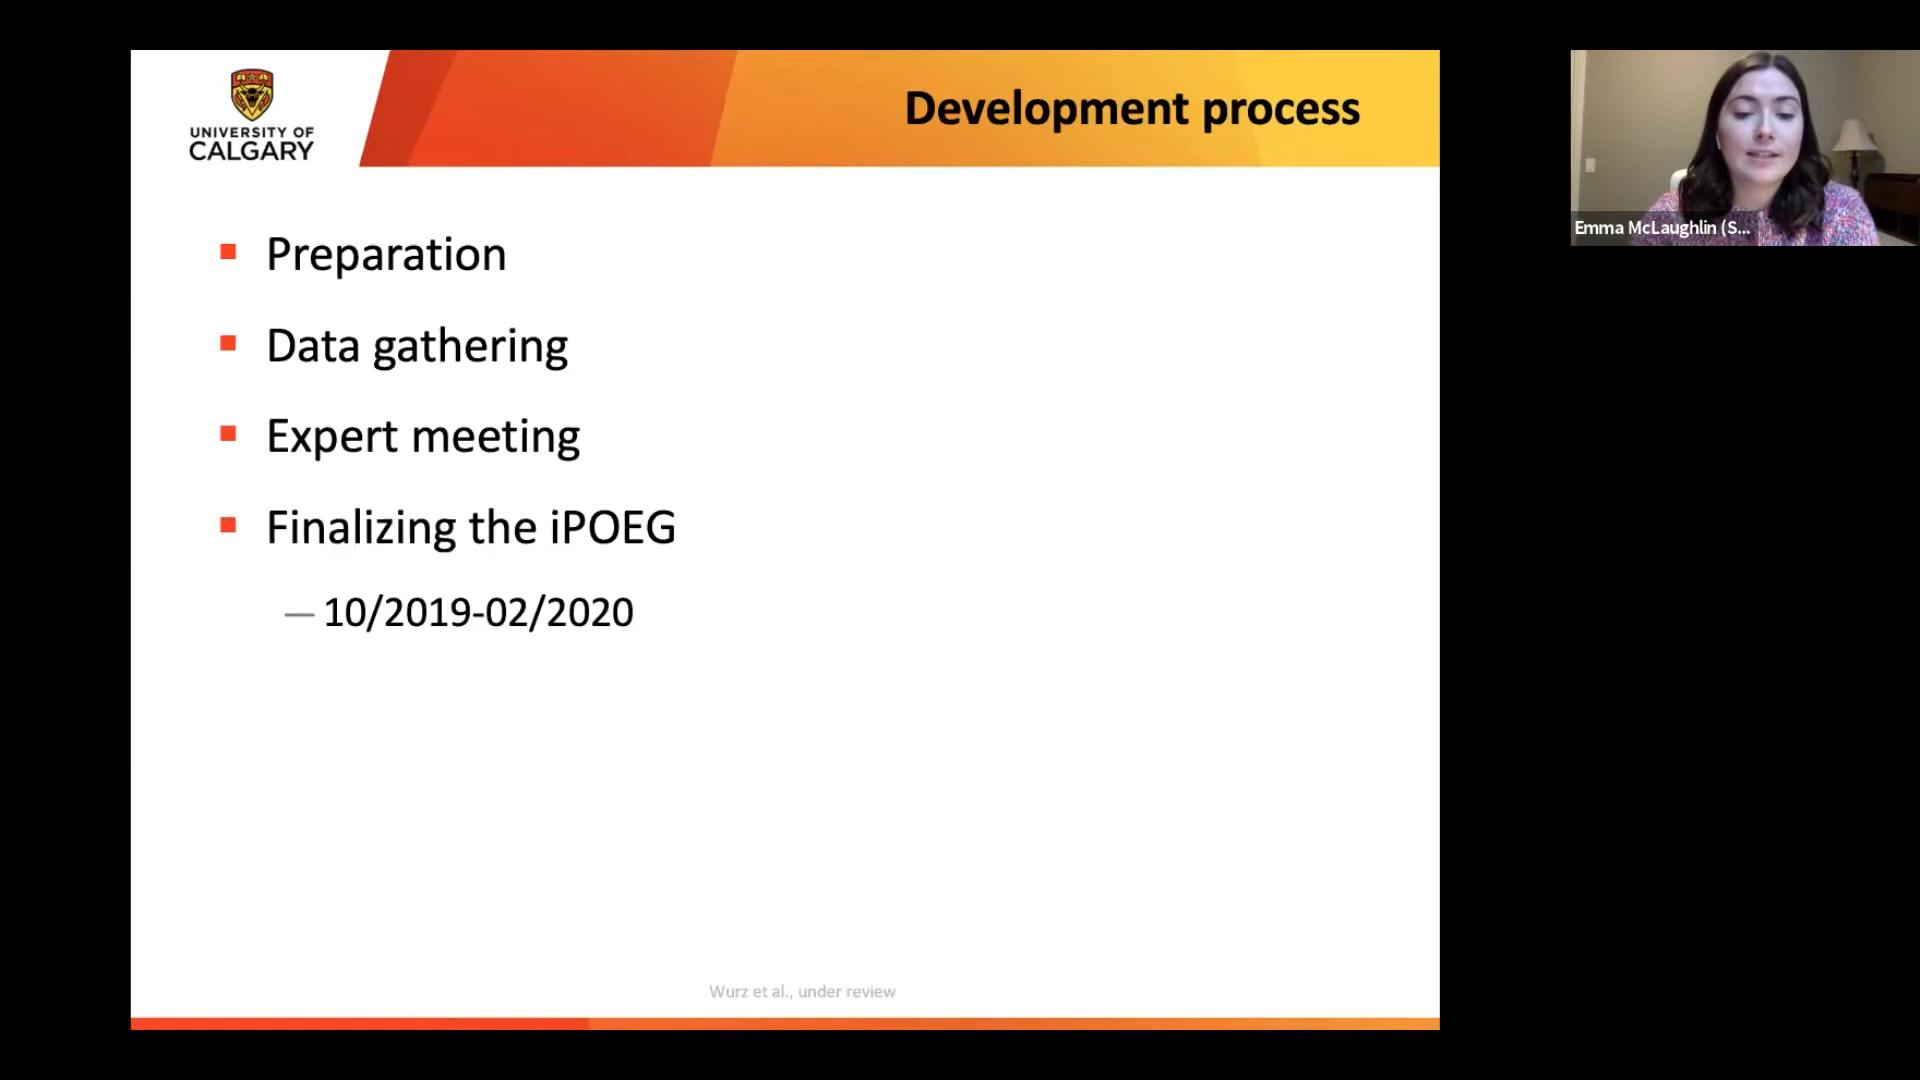 UNIVERSITY OF
CALGARY
Development process
Preparation
Data gathering
Expert meeting
Finalizing the iPOEG
— 10/2019-02/2020
Wurz et al., under review
Emma McLaughlin (S...